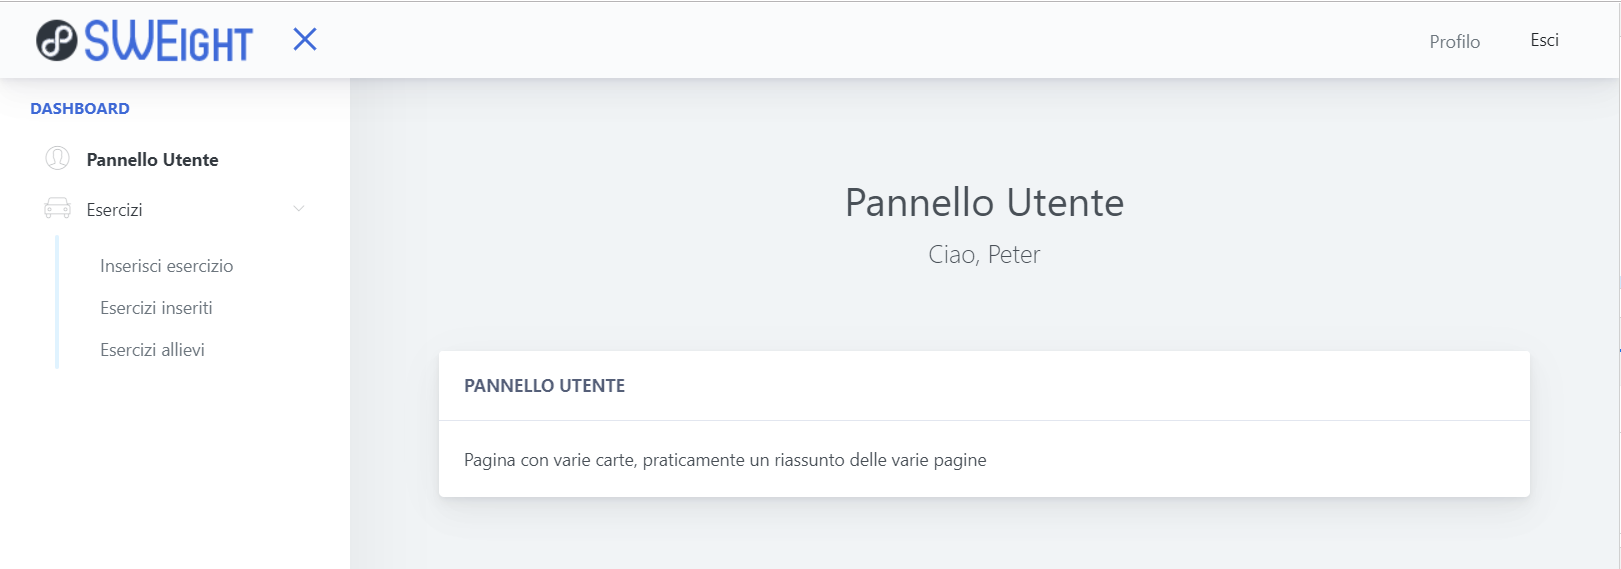 SWEIGHT
Profilo
Esci
DASHBOARD
Pannello Utente
Esercizi
Inserisci esercizio
Esercizi inseriti
Esercizi allievi
Pannello Utente
Ciao, Peter
PANNELLO UTENTE
Pagina con varie carte, praticamente un riassunto delle varie pagine